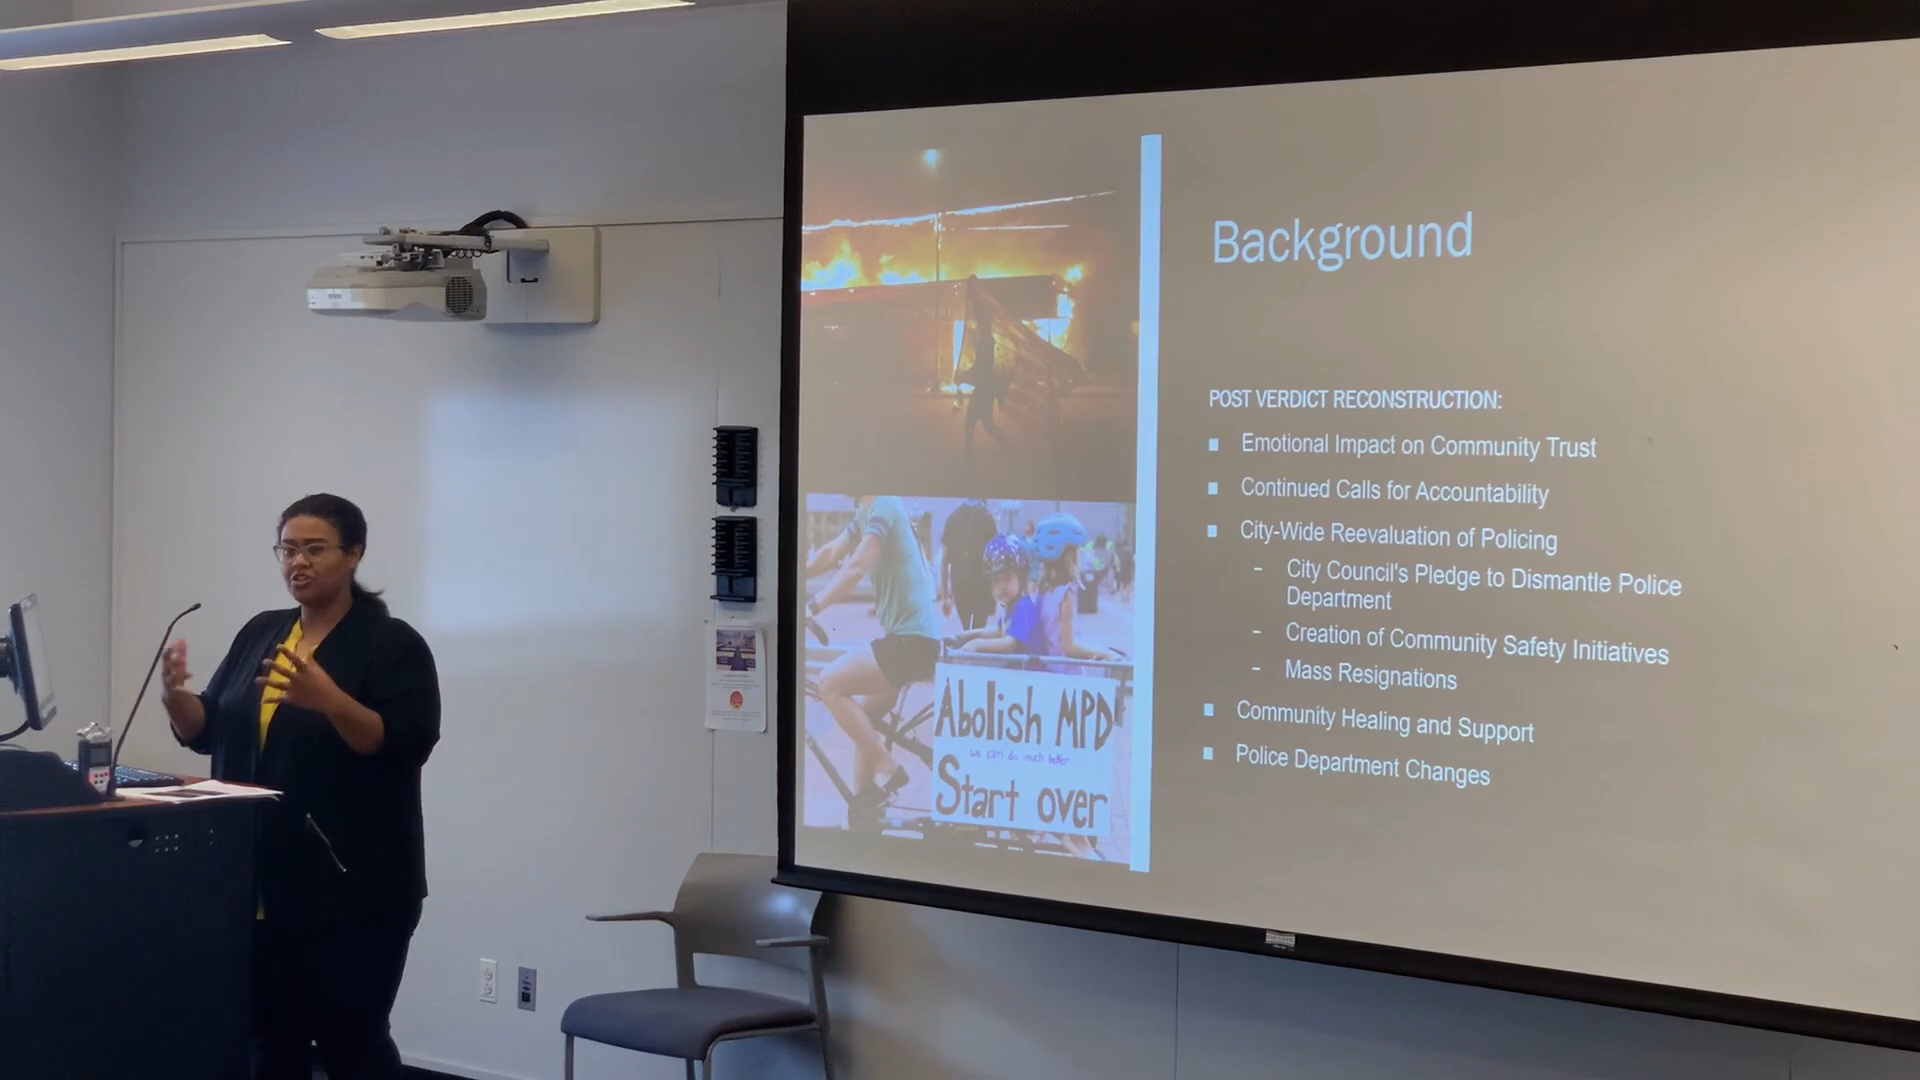 Background
POST VERDICT RECONSTRUCTION:
Emotional Impact on Community Trust
Continued Calls for Accountability
City-Wide Reevaluation of Policing
- City Council's Pledge to Dismantle Police
Department
- Creation of Community Safety Initiatives
- Mass Resignations
Community Healing and Support
Police Department Changes
Abolish MPD
we can do much better
Start over